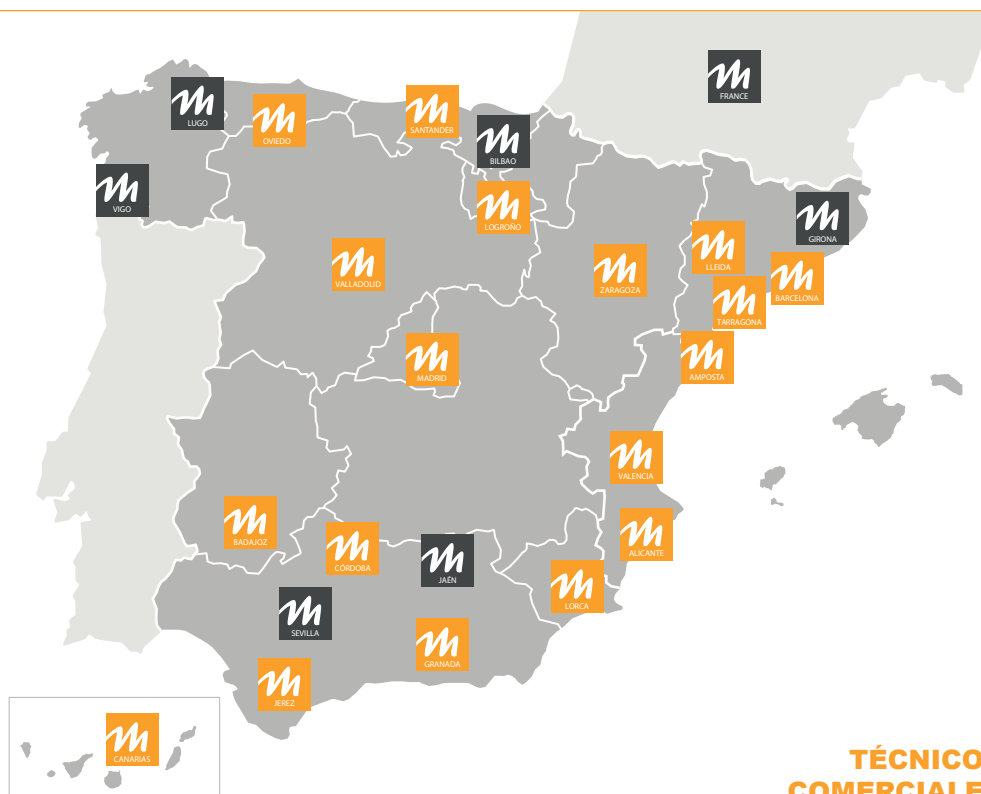 FRANCE
LUGO
OVIEDO
SANTANDER
BILBAO
VIGO
LOGROÑO
GIRONA
VALLADOLID
ZARAGOZA
LLEIDA
BARCELONA
TARRAGONA
MADRID
AMPOSTA
VALENCIA
BADAJOZ
CÓRDOBA
JAÉN
ALICANTE
LORCA
SEVILLA
GRANADA
JEREZ
CANARIAS
TÉCNICO
COMERCIALE